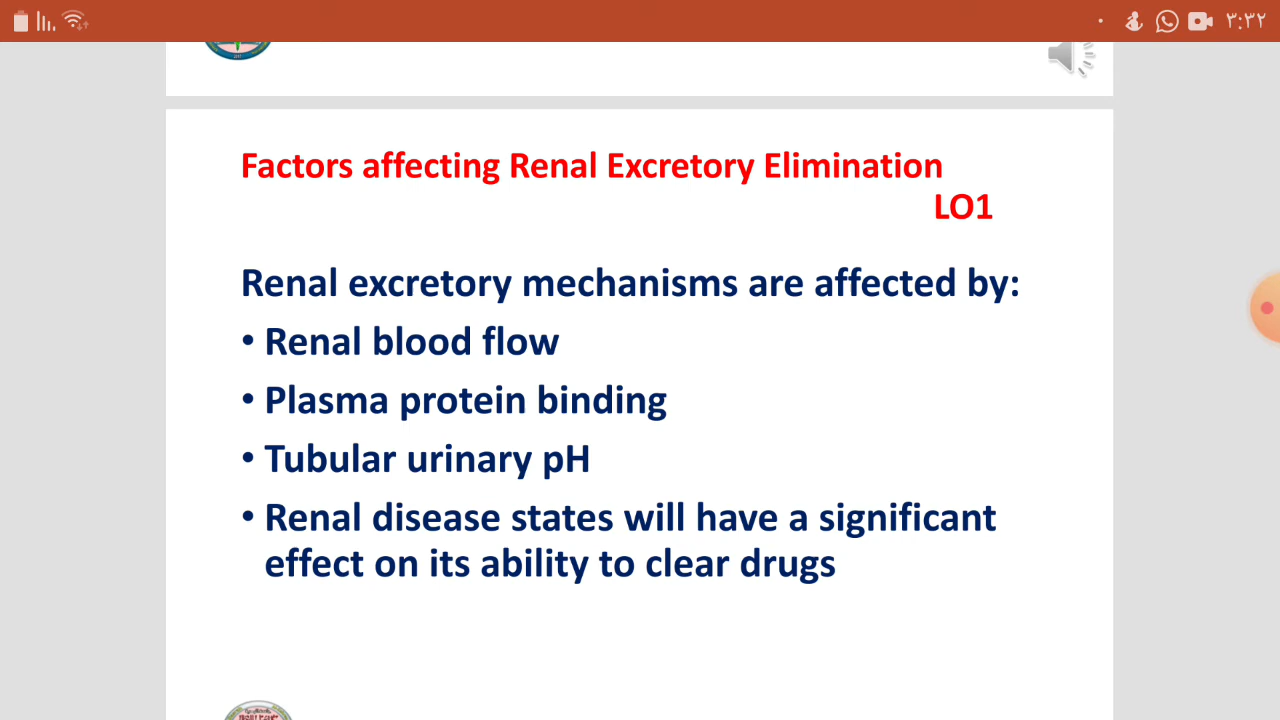 ٣:٣٢
Factors affecting Renal Excretory Elimination
LO1
Renal excretory mechanisms are affected by:
• Renal blood flow
• Plasma protein binding
• Tubular urinary pH
• Renal disease states will have a significant
effect on its ability to clear drugs